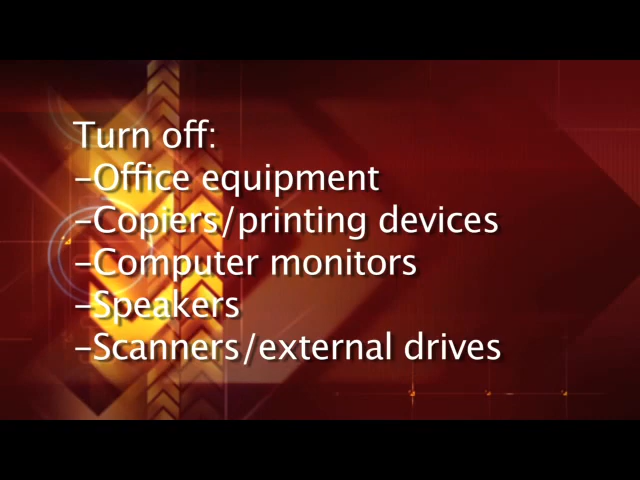 Turn off:
-Office equipment
-Copiers/printing devices
-Computer monitors
-Speakers
-Scanners/external drives